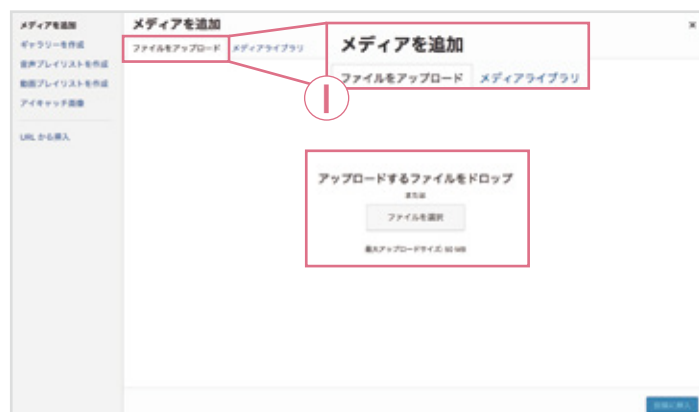 メディアを追加
ギャラリーを作成
音声プレイリストを作成
動画プレイリストを作成
アイキャッチ画像
URL から挿入
メディアを追加
ファイルをアップロード メディアライブラリ
メディアを追加
ファイルをアップロード メディアライブラリ
1
アップロードするファイルをドロップ
または
ファイルを選択
最大アップロードサイズ: 50 MB
投稿に挿入